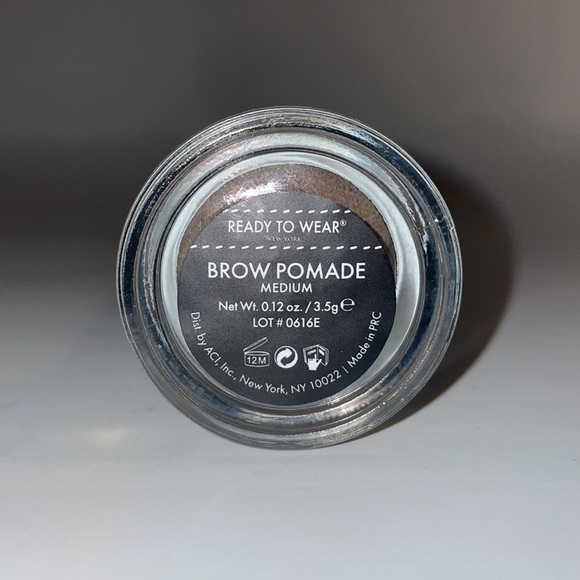 READY TO WEAR®
NEW YORK
BROW POMADE
MEDIUM
Net Wt. 0.12 oz. / 3.5g ℮
LOT # 0616E
12M
Dist. by ACI, Inc., New York, NY 10022 | Made in PRC